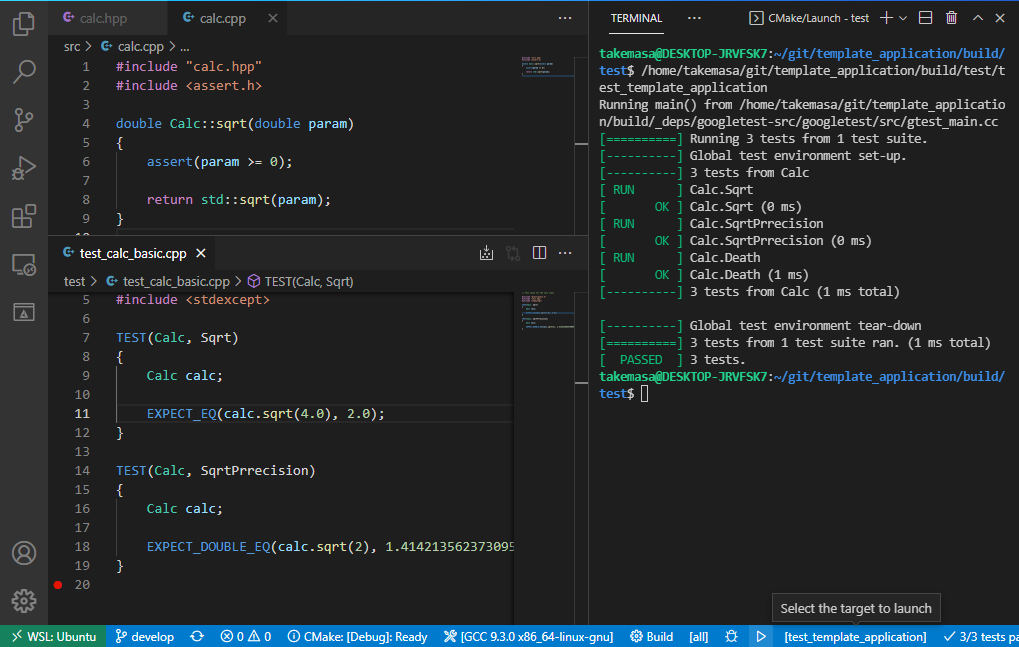 calc.hpp
calc.cpp
src > calc.cpp > ...
1 #include "calc.hpp"
2 #include <assert.h>
3
4 double Calc::sqrt(double param)
5 {
6 assert(param >= 0);
7
8 return std::sqrt(param);
9 }
test_calc_basic.cpp
test > test_calc_basic.cpp > TEST(Calc, Sqrt)
5 #include <stdexcept>
6
7 TEST(Calc, Sqrt)
8 {
9 Calc calc;
10
11 EXPECT_EQ(calc.sqrt(4.0), 2.0);
12 }
13
14 TEST(Calc, SqrtPrrecision)
15 {
16 Calc calc;
17
18 EXPECT_DOUBLE_EQ(calc.sqrt(2), 1.414213562373095
19 }
20
TERMINAL
CMake/Launch - test
takemasa@DESKTOP-JRVFSK7:~/git/template_application/build/
test$ /home/takemasa/git/template_application/build/test/t
est_template_application
Running main() from /home/takemasa/git/template_applicatio
n/build/_deps/googletest-src/googletest/src/gtest_main.cc
[==========] Running 3 tests from 1 test suite.
[----------] Global test environment set-up.
[----------] 3 tests from Calc
[ RUN      ] Calc.Sqrt
[       OK ] Calc.Sqrt (0 ms)
[ RUN      ] Calc.SqrtPrrecision
[       OK ] Calc.SqrtPrrecision (0 ms)
[ RUN      ] Calc.Death
[       OK ] Calc.Death (1 ms)
[----------] 3 tests from Calc (1 ms total)
[----------] Global test environment tear-down
[==========] 3 tests from 1 test suite ran. (1 ms total)
[  PASSED  ] 3 tests.
takemasa@DESKTOP-JRVFSK7:~/git/template_application/build/
test$
Select the target to launch
WSL: Ubuntu develop 0 0 CMake: [Debug]: Ready [GCC 9.3.0 x86_64-linux-gnu] Build [all] [test_template_application] 3/3 tests pa